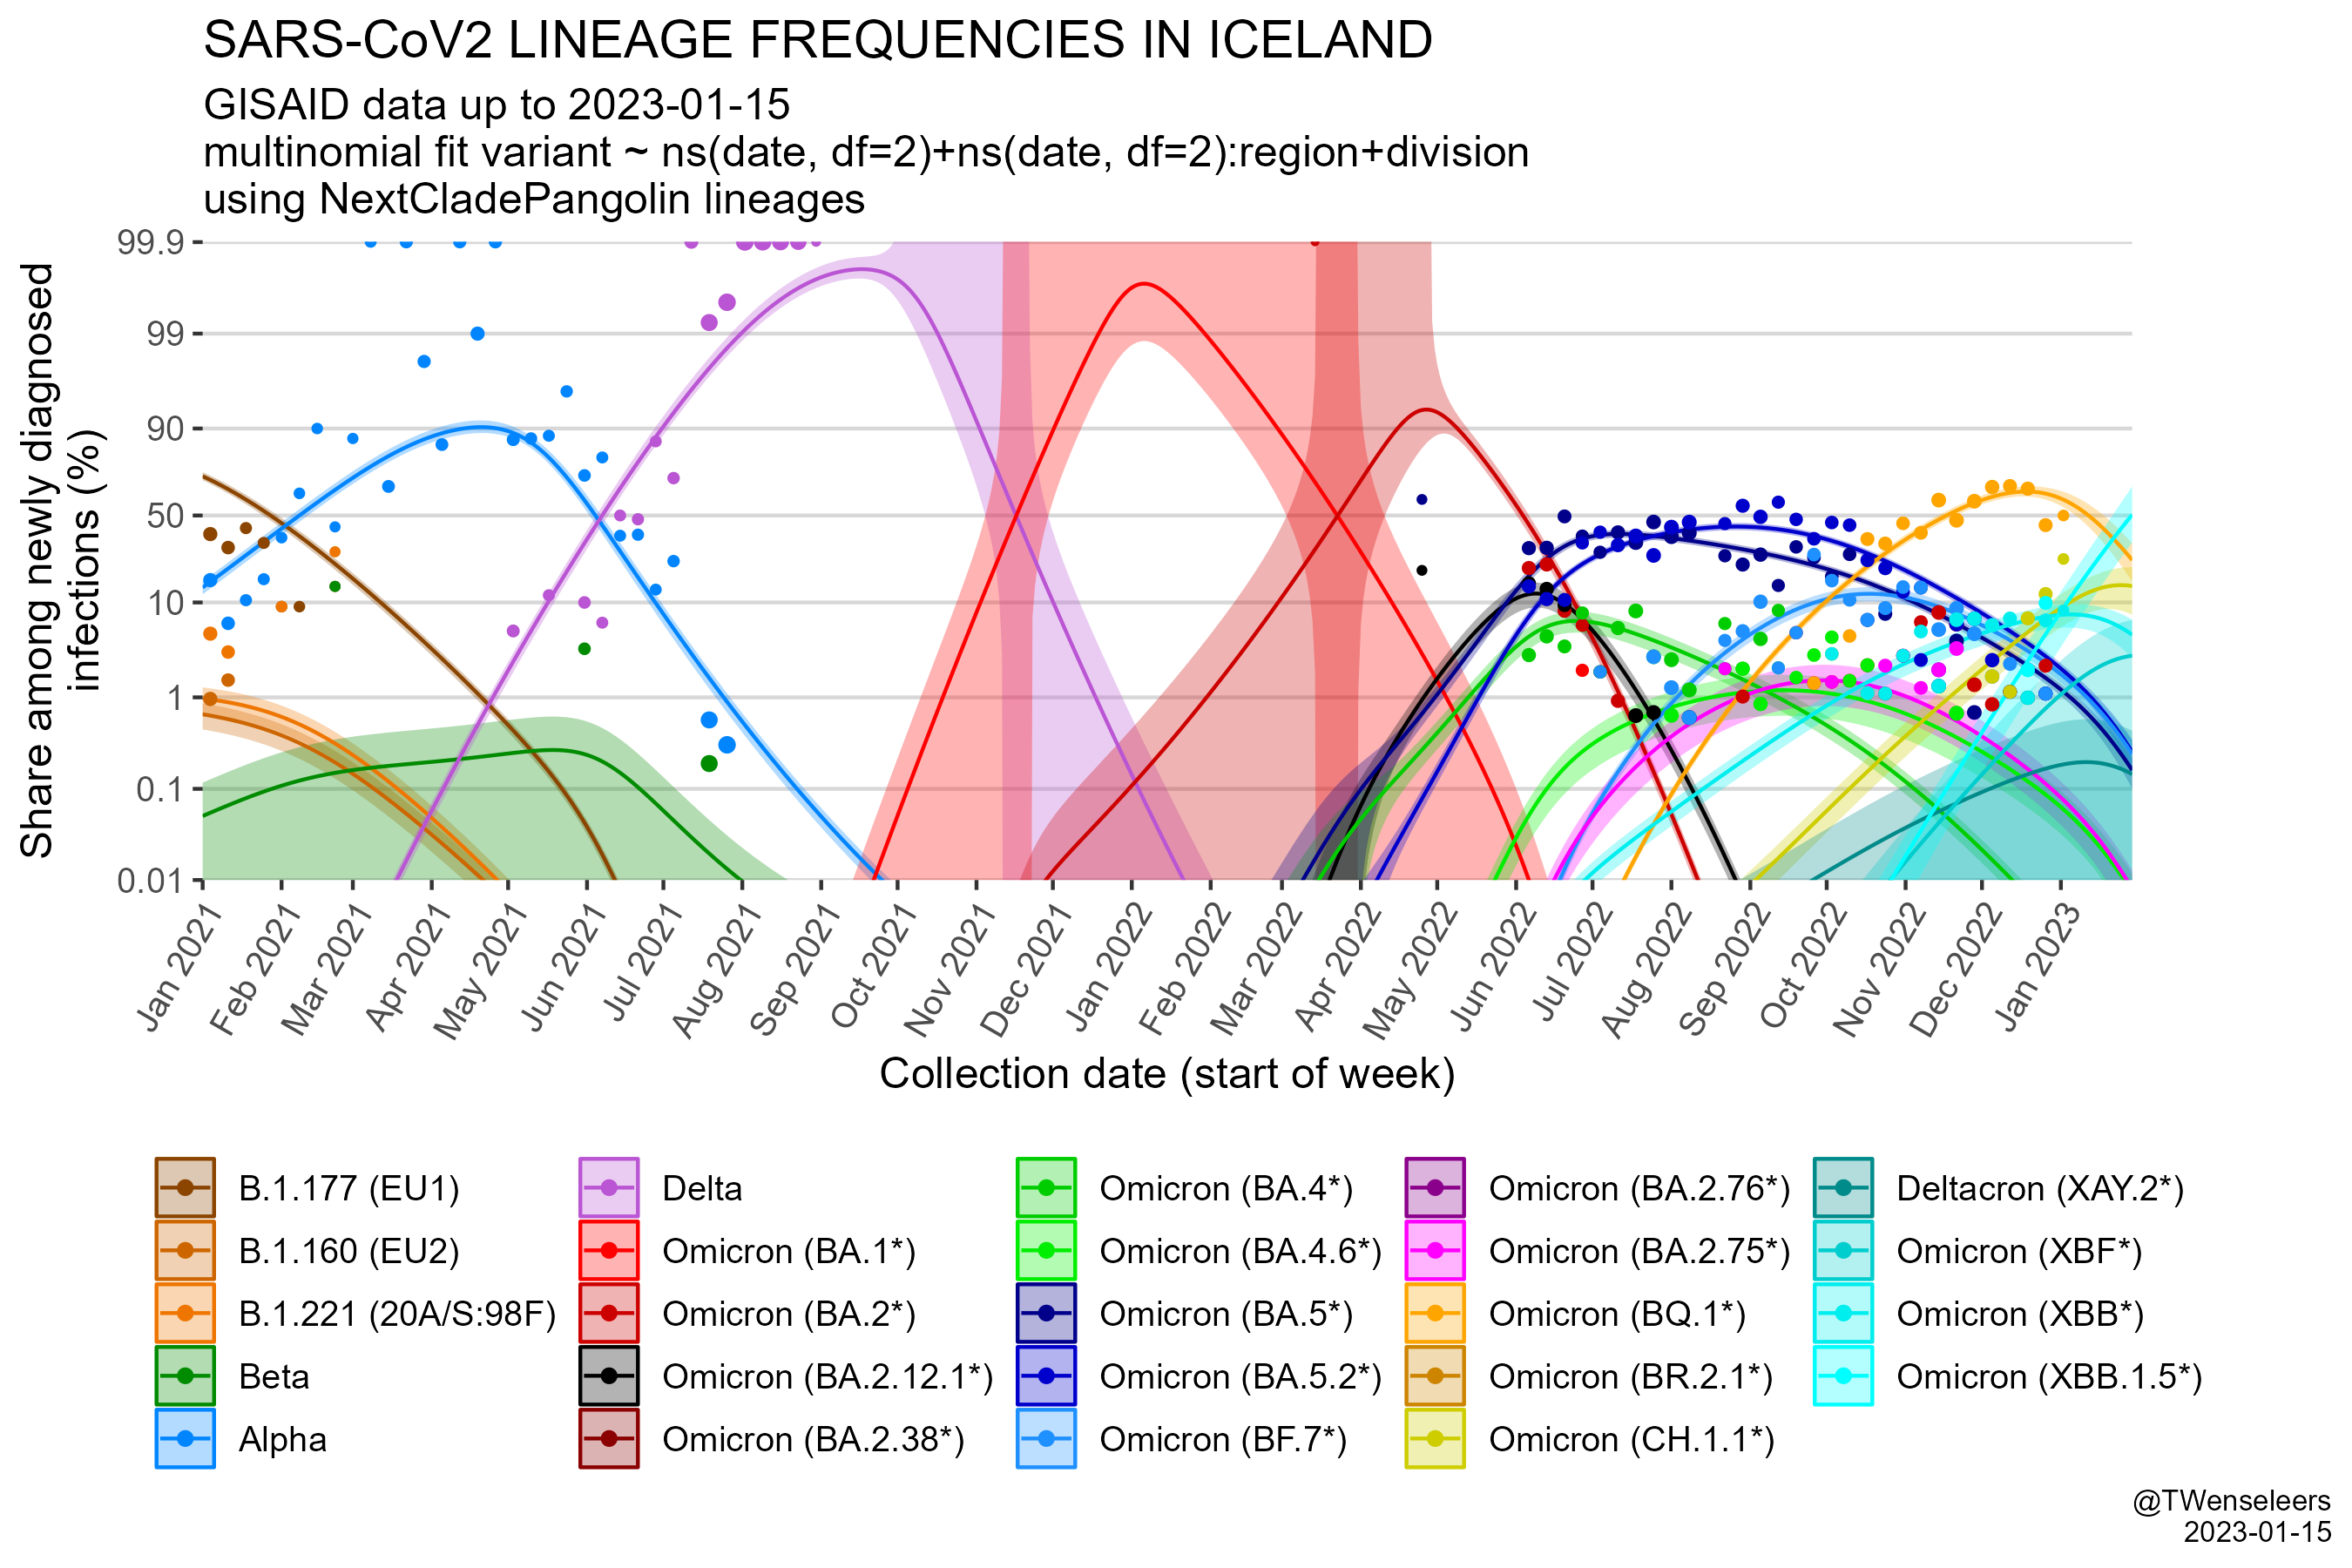 SARS-CoV2 LINEAGE FREQUENCIES IN ICELAND
GISAID data up to 2023-01-15
multinomial fit variant ~ ns(date, df=2)+ns(date, df=2):region+division
using NextCladePangolin lineages
Share among newly diagnosed
infections (%)
99.9
99
90
50
10
1
0.1
0.01
Jan 2021
Feb 2021
Mar 2021
Apr 2021
May 2021
Jun 2021
Jul 2021
Aug 2021
Sep 2021
Oct 2021
Nov 2021
Dec 2021
Jan 2022
Feb 2022
Mar 2022
Apr 2022
May 2022
Jun 2022
Jul 2022
Aug 2022
Sep 2022
Oct 2022
Nov 2022
Dec 2022
Jan 2023
Collection date (start of week)
B.1.177 (EU1)
B.1.160 (EU2)
B.1.221 (20A/S:98F)
Beta
Alpha
Delta
Omicron (BA.1*)
Omicron (BA.2*)
Omicron (BA.2.12.1*)
Omicron (BA.2.38*)
Omicron (BA.4*)
Omicron (BA.4.6*)
Omicron (BA.5*)
Omicron (BA.5.2*)
Omicron (BF.7*)
Omicron (BA.2.76*)
Omicron (BA.2.75*)
Omicron (BQ.1*)
Omicron (BR.2.1*)
Omicron (CH.1.1*)
Deltacron (XAY.2*)
Omicron (XBF*)
Omicron (XBB*)
Omicron (XBB.1.5*)
@TWenseleers
2023-01-15